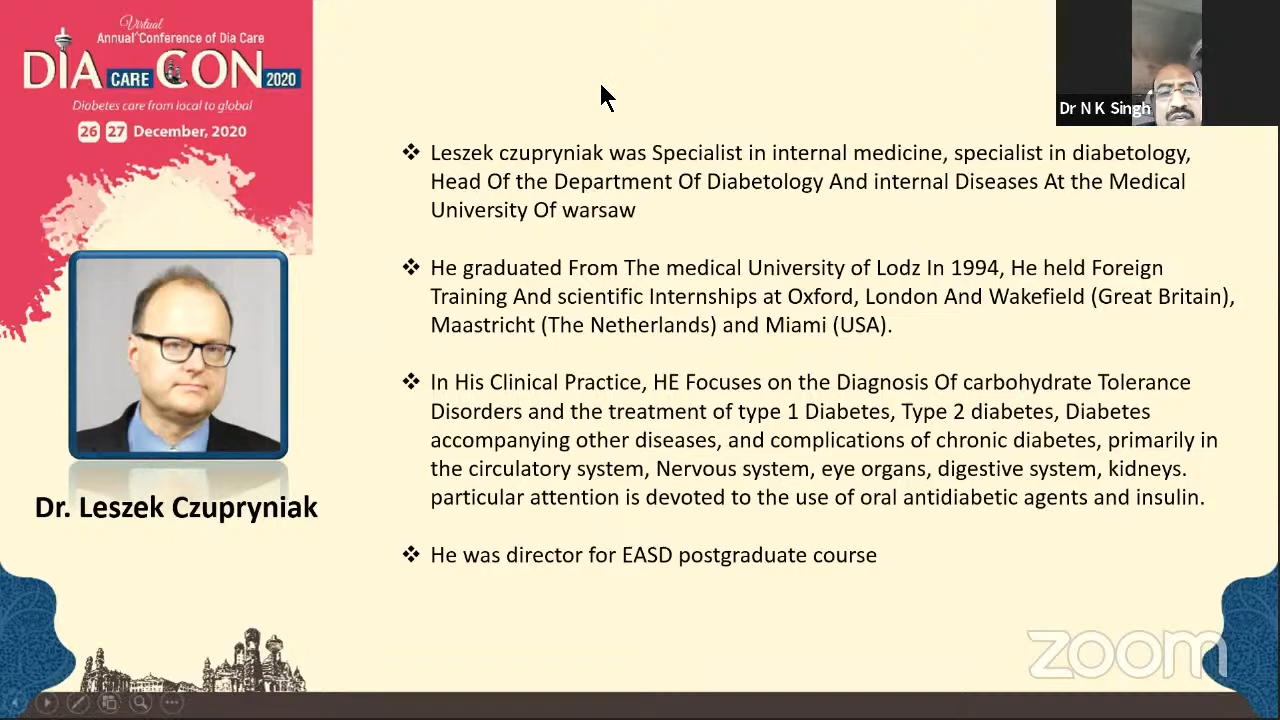 Virtual
Annual Conference of Dia Care
DIA CARE CON 2020
Diabetes care from local to global
26 27 December, 2020
Dr N K Singh
❖ Leszek czupryniak was Specialist in internal medicine, specialist in diabetology,
Head Of the Department Of Diabetology And internal Diseases At the Medical
University Of warsaw
❖ He graduated From The medical University of Lodz In 1994, He held Foreign
Training And scientific Internships at Oxford, London And Wakefield (Great Britain),
Maastricht (The Netherlands) and Miami (USA).
❖ In His Clinical Practice, HE Focuses on the Diagnosis Of carbohydrate Tolerance
Disorders and the treatment of type 1 Diabetes, Type 2 diabetes, Diabetes
accompanying other diseases, and complications of chronic diabetes, primarily in
the circulatory system, Nervous system, eye organs, digestive system, kidneys.
particular attention is devoted to the use of oral antidiabetic agents and insulin.
❖ He was director for EASD postgraduate course
Dr. Leszek Czupryniak
zoom